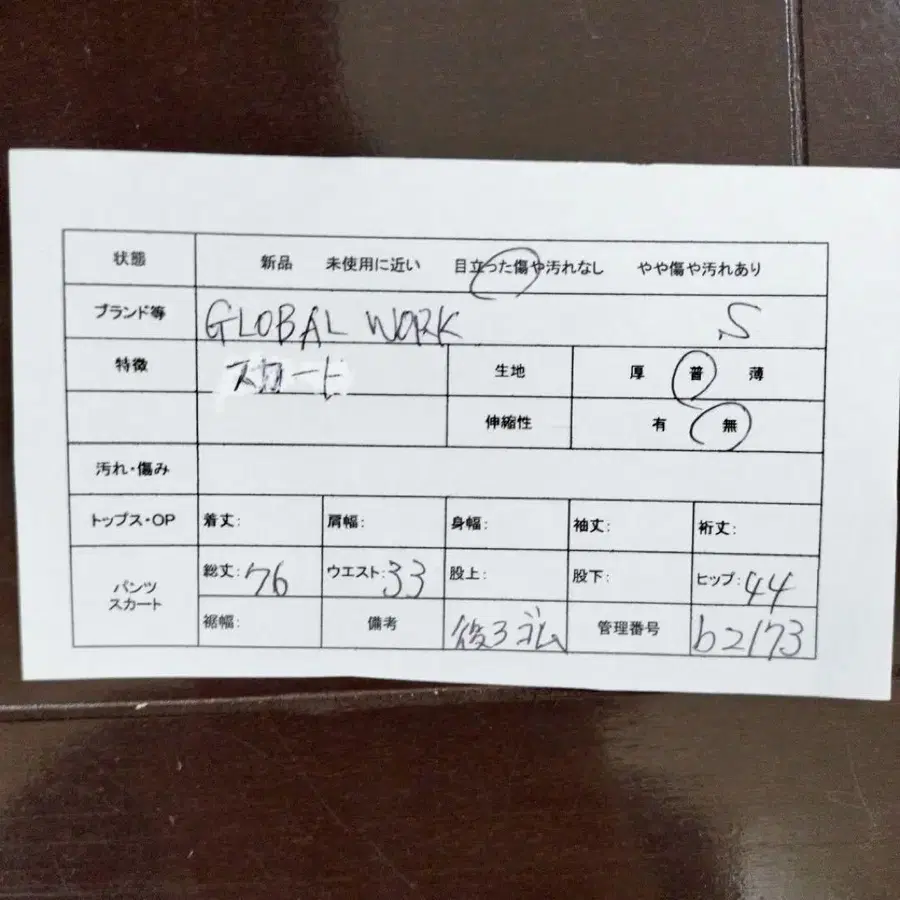 状態 新品 未使用に近い 目立った傷や汚れなし やや傷や汚れあり
ブランド等 GLOBAL WORK S
特徴 スカート 生地 厚 普 薄
伸縮性 有 無
汚れ・傷み
トップス・OP 着丈: 肩幅: 身幅: 袖丈: 裄丈:
パンツ スカート 総丈:76 ウエスト:33 股上: 股下: ヒップ:44
裾幅: 備考 後ろゴム 管理番号 b2173